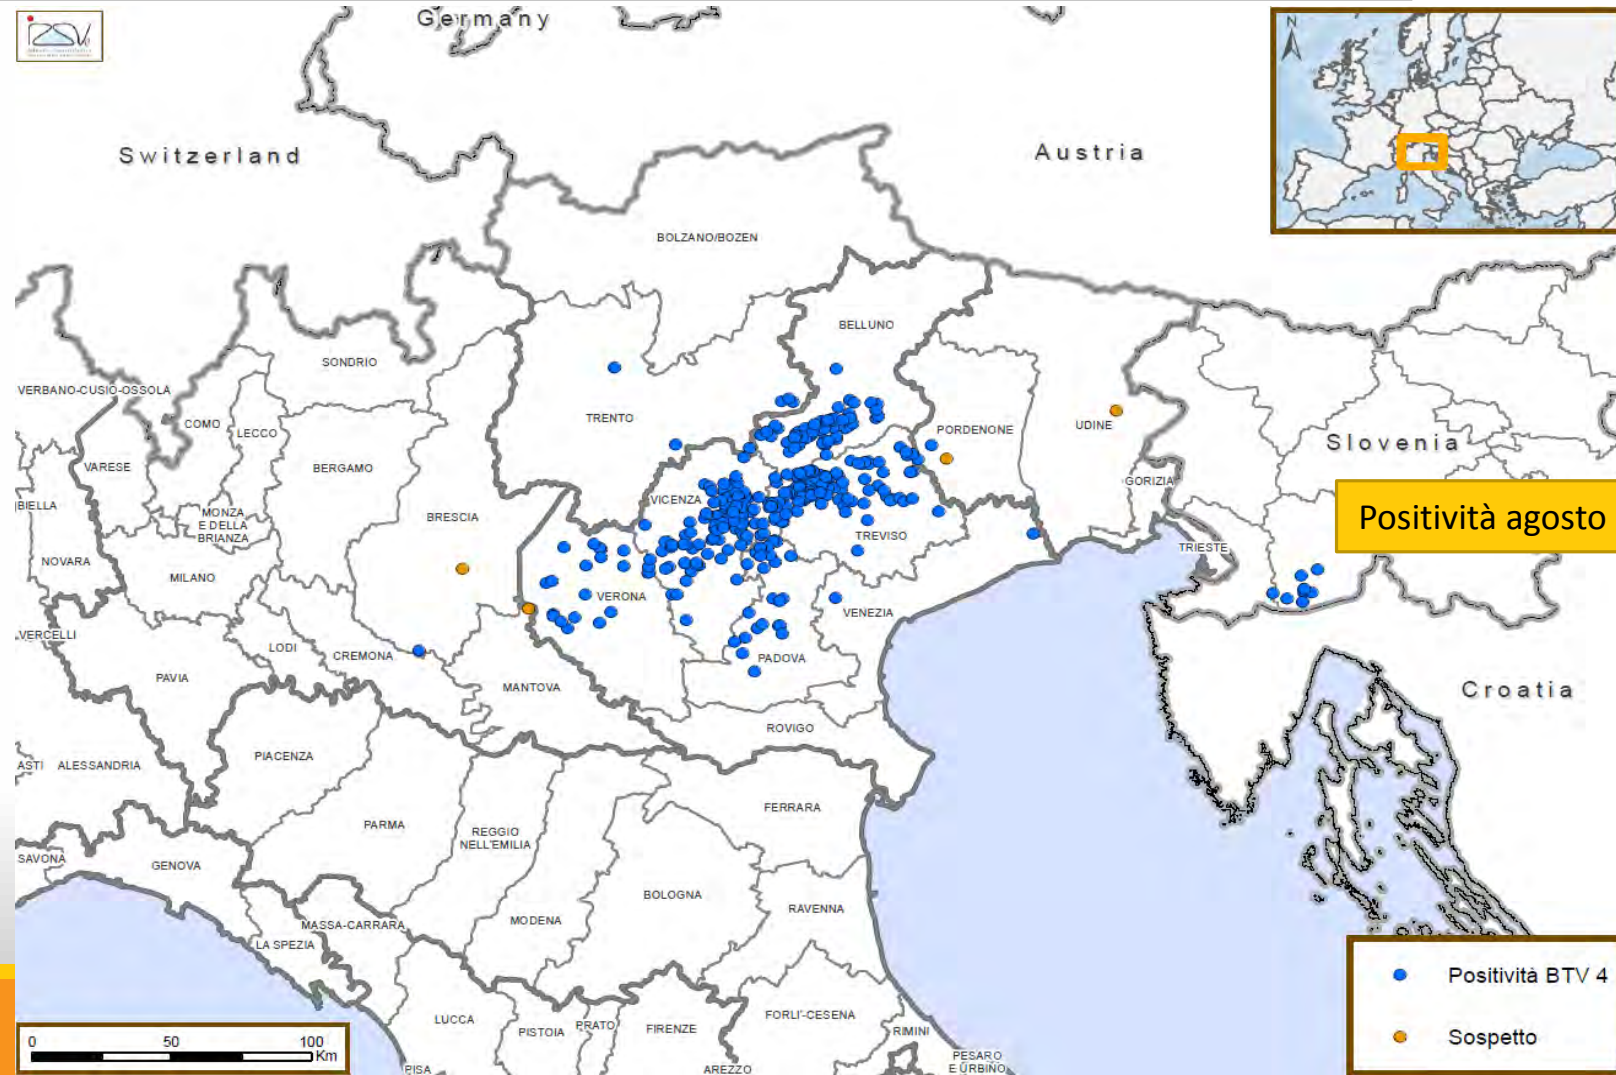 IZSVe
Germany
N
Switzerland
Austria
BOLZANO/BOZEN
BELLUNO
SONDRIO
VERBANO-CUSIO-OSSOLA
PORDENONE
UDINE
TRENTO
COMO
LECCO
Slovenia
VARESE
BERGAMO
GORIZIA
BIELLA
VICENZA
MONZA
E DELLA
BRIANZA
BRESCIA
Positività agosto
TREVISO
TRIESTE
NOVARA
MILANO
VERONA
VENEZIA
VERCELLI
LODI
CREMONA
PADOVA
PAVIA
MANTOVA
Croatia
ROVIGO
PIACENZA
ASTI
ALESSANDRIA
FERRARA
PARMA
REGGIO
NELL'EMILIA
SAVONA
GENOVA
BOLOGNA
RAVENNA
MODENA
MASSA-CARRARA
LA SPEZIA
Positività BTV 4
LUCCA
PISTOIA
PRATO
FIRENZE
FORLI'-CESENA
RIMINI
Sospetto
0 50 100
Km
PISA
AREZZO
PESARO
E URBINO